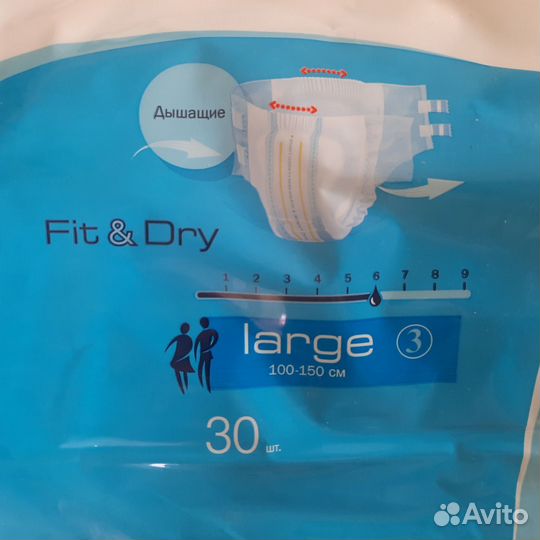 Дышащие
Fit & Dry
1 2 3 4 5 6 7 8 9
large 3
100-150 см
30 шт.
Avito